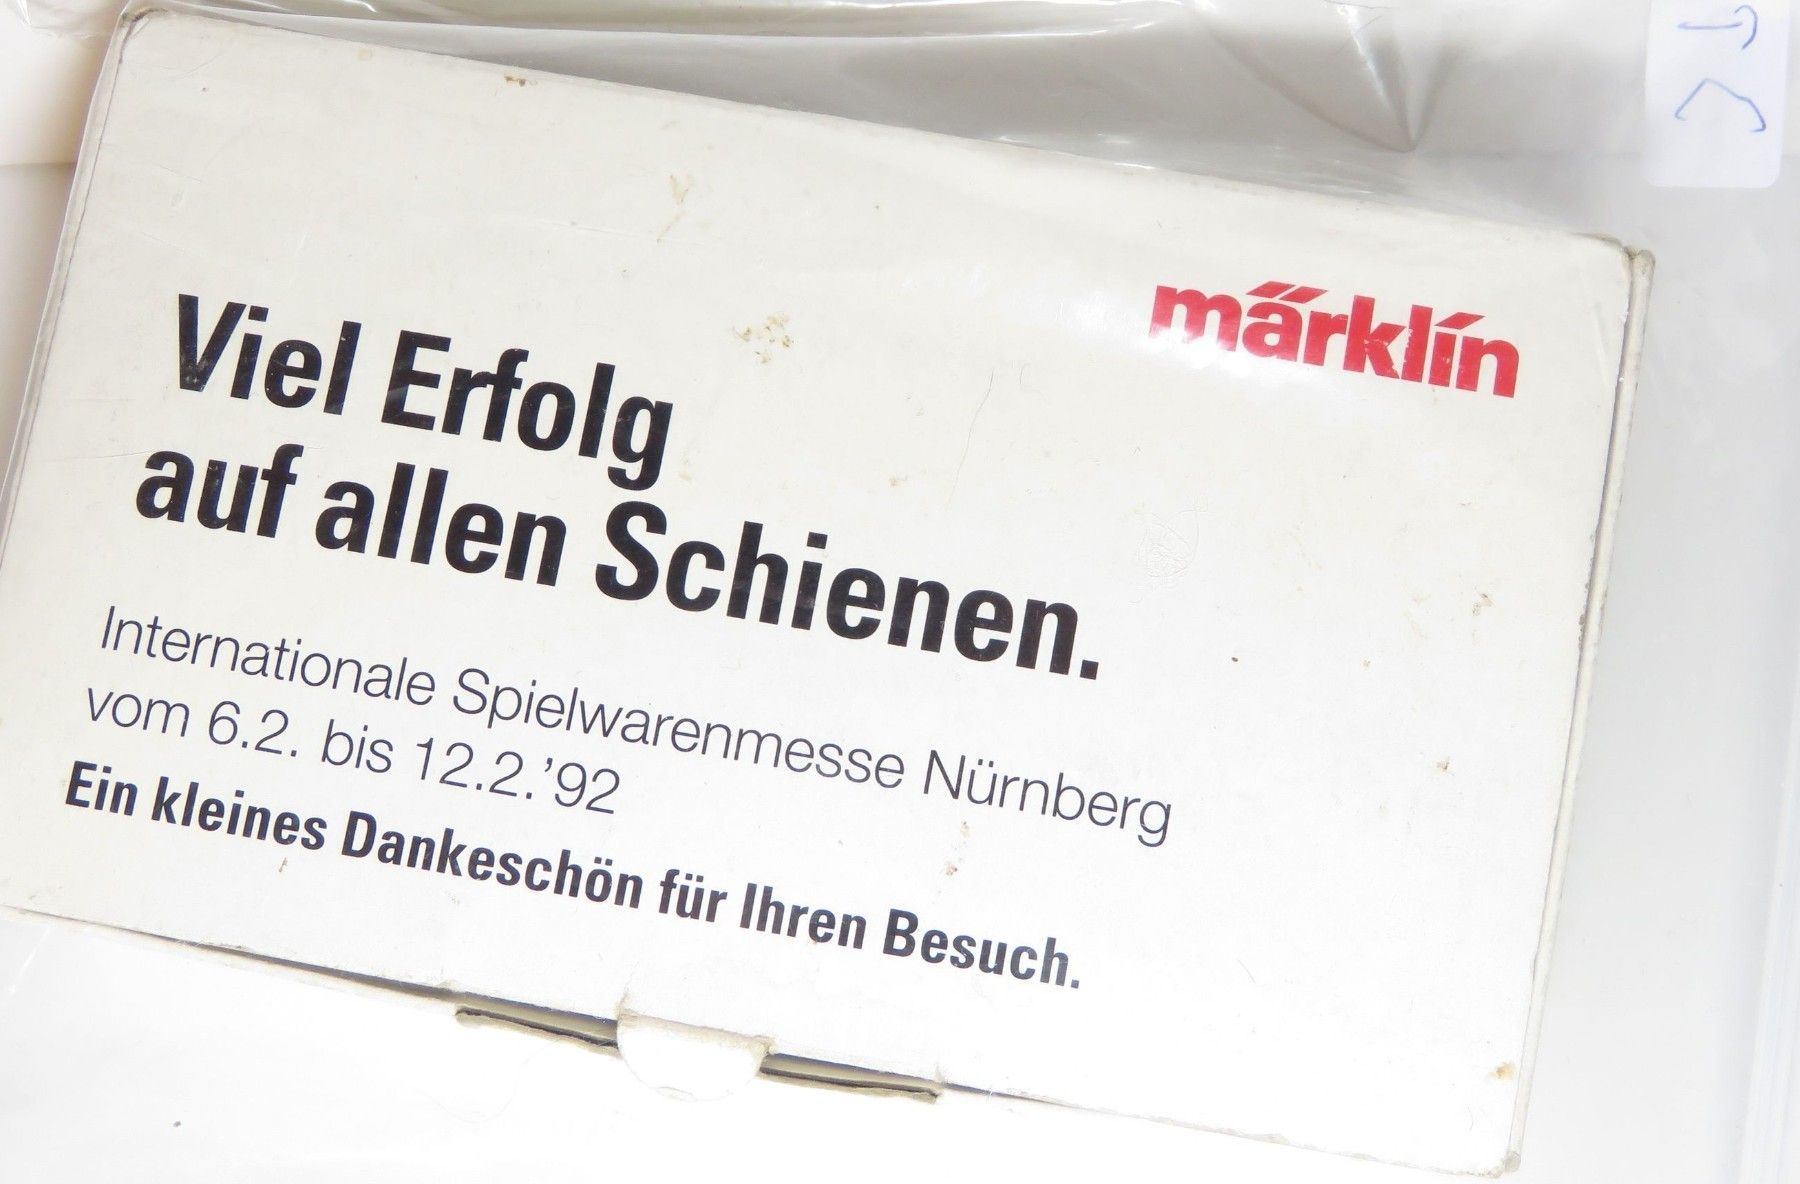 märklín
Viel Erfolg
auf allen Schienen.
Internationale Spielwarenmesse Nürnberg
vom 6.2. bis 12.2.'92
Ein kleines Dankeschön für Ihren Besuch.